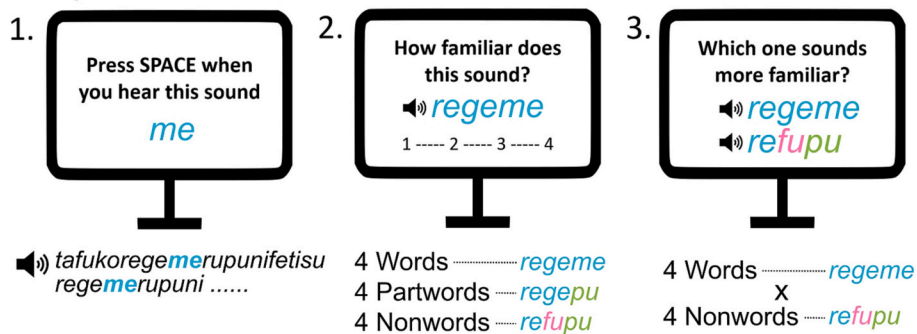 1.
Press SPACE when
you hear this sound
me
tafukoregemerupunifetisu
regemerupuni ......
2.
How familiar does
this sound?
regeme
1 ----- 2 ----- 3 ----- 4
4 Words ............... regeme
4 Partwords ...... regepu
4 Nonwords ...... refupu
3.
Which one sounds
more familiar?
regeme
refupu
4 Words ............... regeme
X
4 Nonwords ...... refupu